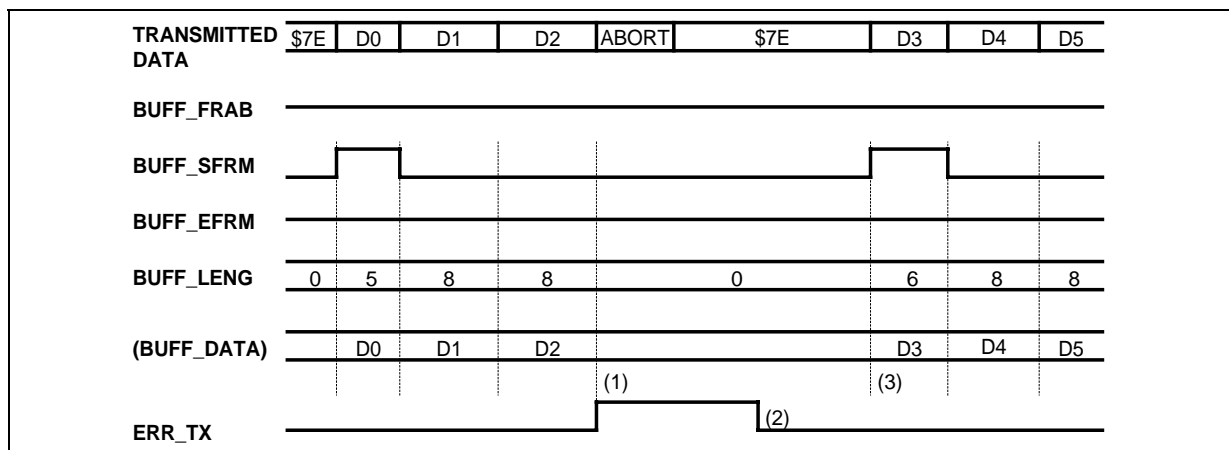 TRANSMITTED DATA $7E D0 D1 D2 ABORT $7E D3 D4 D5
BUFF_FRAB
BUFF_SFRM
BUFF_EFRM
BUFF_LENG 0 5 8 8 0 6 8 8
(BUFF_DATA) D0 D1 D2 D3 D4 D5
(1) (3)
(2)
ERR_TX